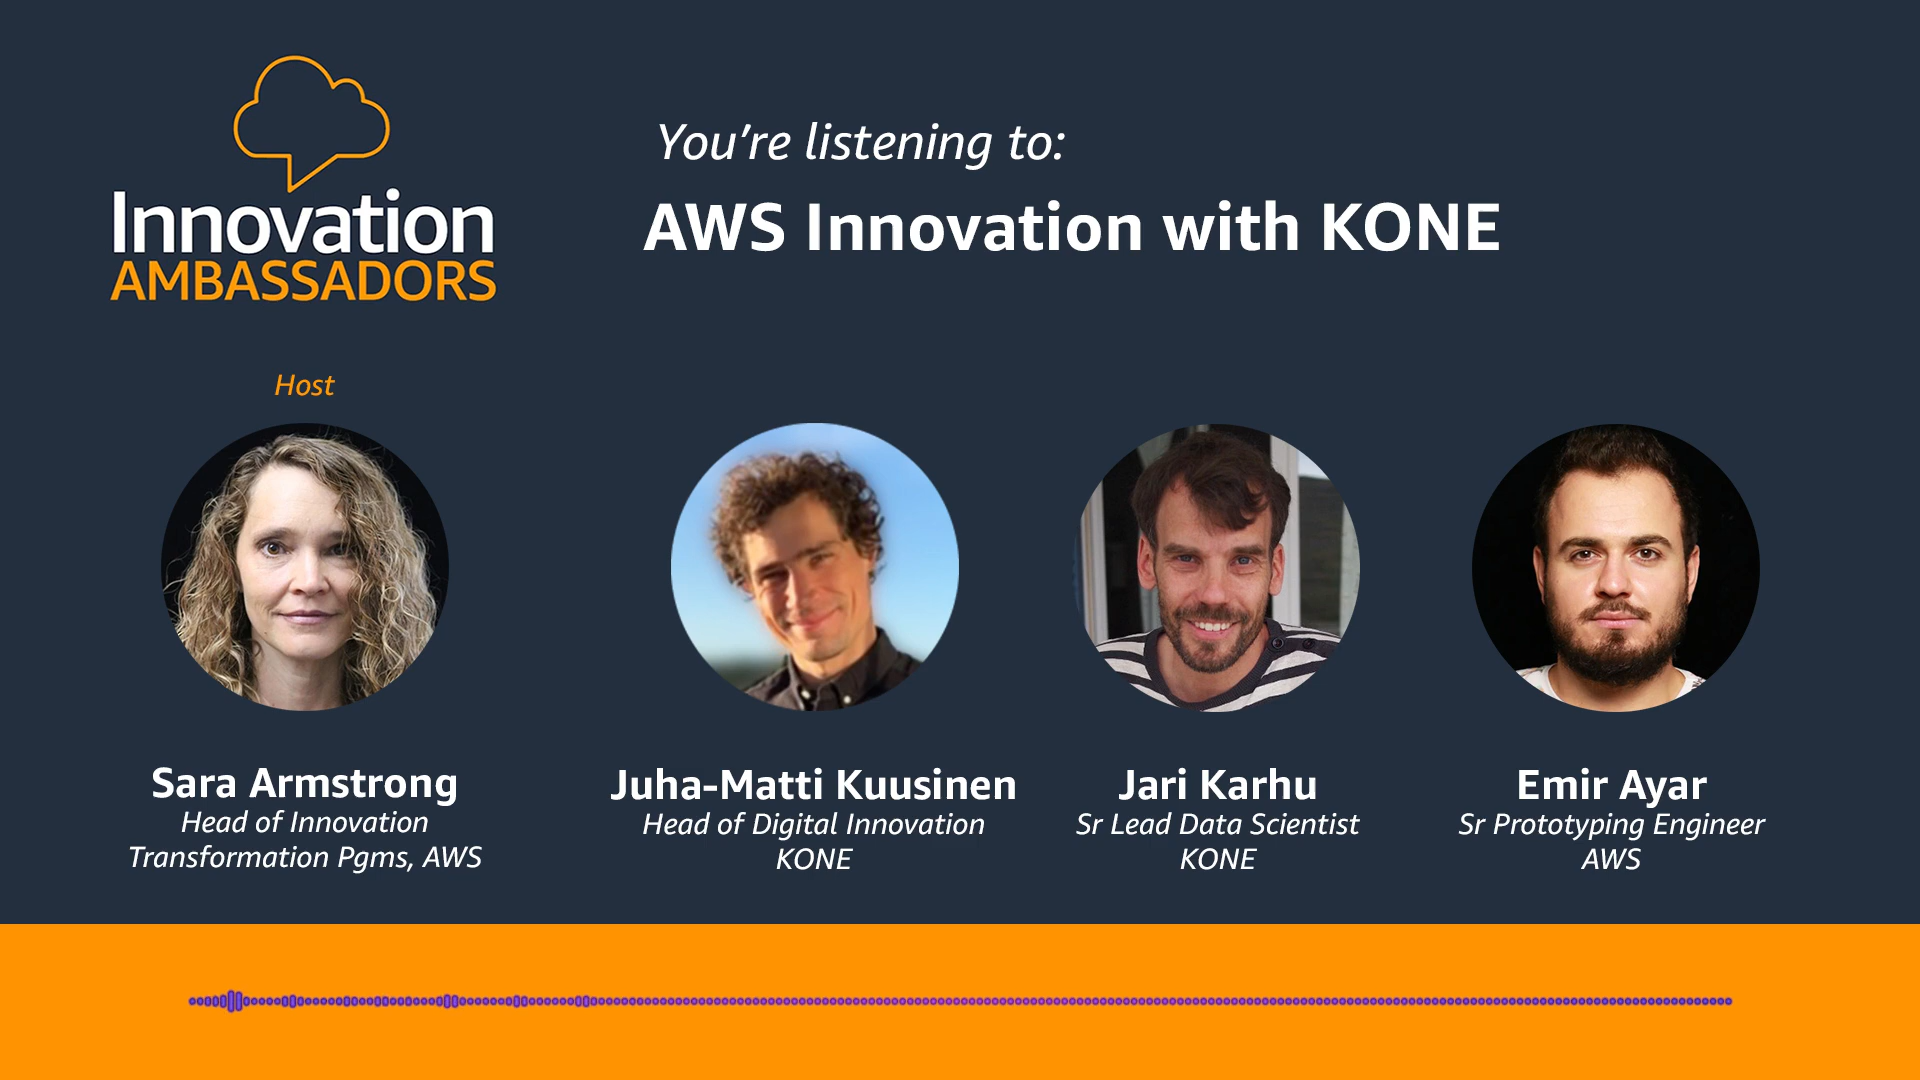 Innovation
AMBASSADORS
You’re listening to:
AWS Innovation with KONE
Host
Sara Armstrong
Head of Innovation
Transformation Pgms, AWS
Juha-Matti Kuusinen
Head of Digital Innovation
KONE
Jari Karhu
Sr Lead Data Scientist
KONE
Emir Ayar
Sr Prototyping Engineer
AWS